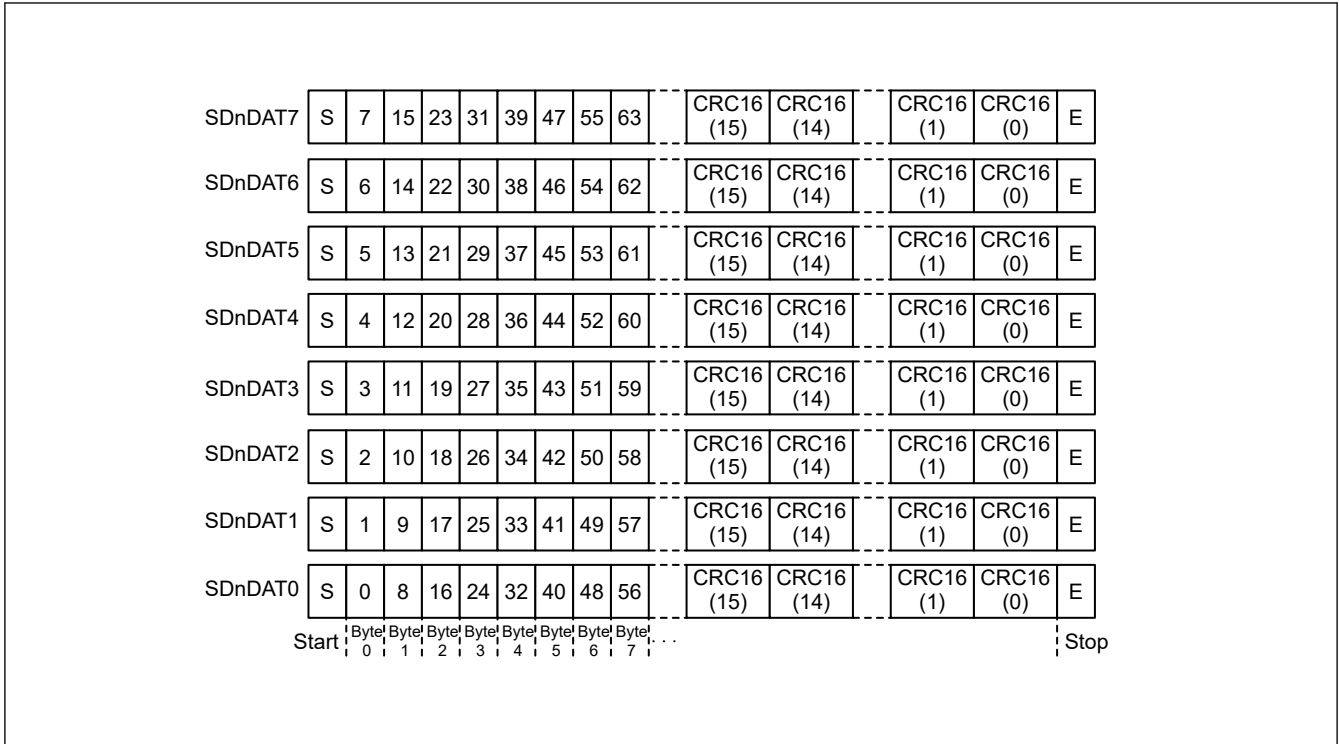 SDnDAT7 S 7 15 23 31 39 47 55 63 CRC16 (15) CRC16 (14) CRC16 (1) CRC16 (0) E
SDnDAT6 S 6 14 22 30 38 46 54 62 CRC16 (15) CRC16 (14) CRC16 (1) CRC16 (0) E
SDnDAT5 S 5 13 21 29 37 45 53 61 CRC16 (15) CRC16 (14) CRC16 (1) CRC16 (0) E
SDnDAT4 S 4 12 20 28 36 44 52 60 CRC16 (15) CRC16 (14) CRC16 (1) CRC16 (0) E
SDnDAT3 S 3 11 19 27 35 43 51 59 CRC16 (15) CRC16 (14) CRC16 (1) CRC16 (0) E
SDnDAT2 S 2 10 18 26 34 42 50 58 CRC16 (15) CRC16 (14) CRC16 (1) CRC16 (0) E
SDnDAT1 S 1 9 17 25 33 41 49 57 CRC16 (15) CRC16 (14) CRC16 (1) CRC16 (0) E
SDnDAT0 S 0 8 16 24 32 40 48 56 CRC16 (15) CRC16 (14) CRC16 (1) CRC16 (0) E
Start Byte 0 Byte 1 Byte 2 Byte 3 Byte 4 Byte 5 Byte 6 Byte 7 . . . Stop